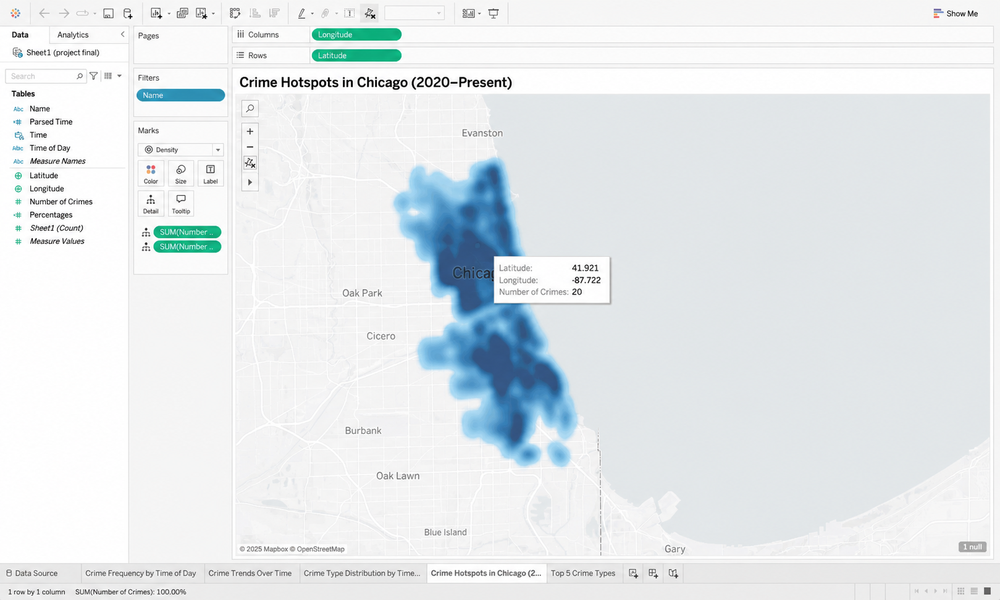 Show Me
Data
Analytics
Sheet1 (project final)
Search
Tables
Abc Name
Parsed Time
Time
Abc Time of Day
Abc Measure Names
Latitude
Longitude
Number of Crimes
Percentages
Sheet1 (Count)
Measure Values
Pages
Filters
Name
Marks
Density
Color
Size
Label
Detail
Tooltip
SUM(Number ..
SUM(Number ..
Columns
Longitude
Rows
Latitude
Crime Hotspots in Chicago (2020–Present)
Evanston
Chicag
Latitude: 41.921
Longitude: -87.722
Number of Crimes: 20
Oak Park
Cicero
Burbank
Oak Lawn
Blue Island
Gary
© 2025 Mapbox © OpenStreetMap
1 null
Data Source
Crime Frequency by Time of Day
Crime Trends Over Time
Crime Type Distribution by Time...
Crime Hotspots in Chicago (2...
Top 5 Crime Types
1 row by 1 column
SUM(Number of Crimes): 100.00%